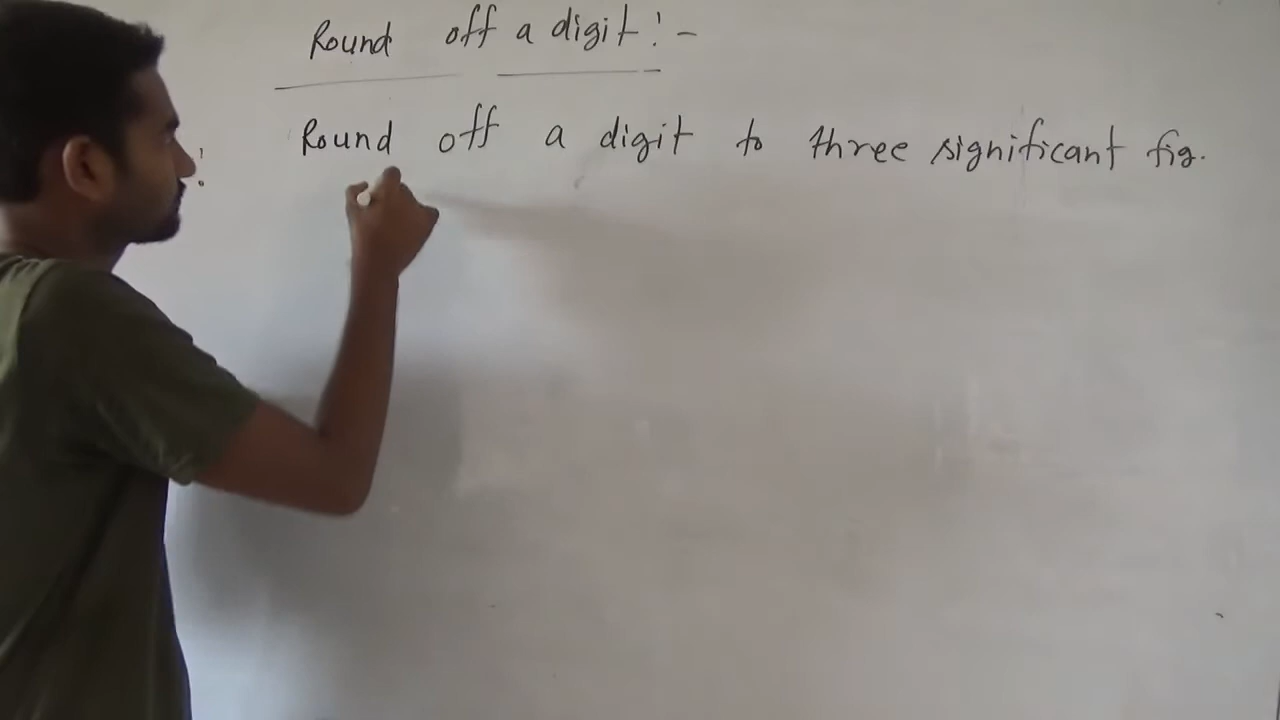 Round off a digit :-
Round off a digit to three significant fig.